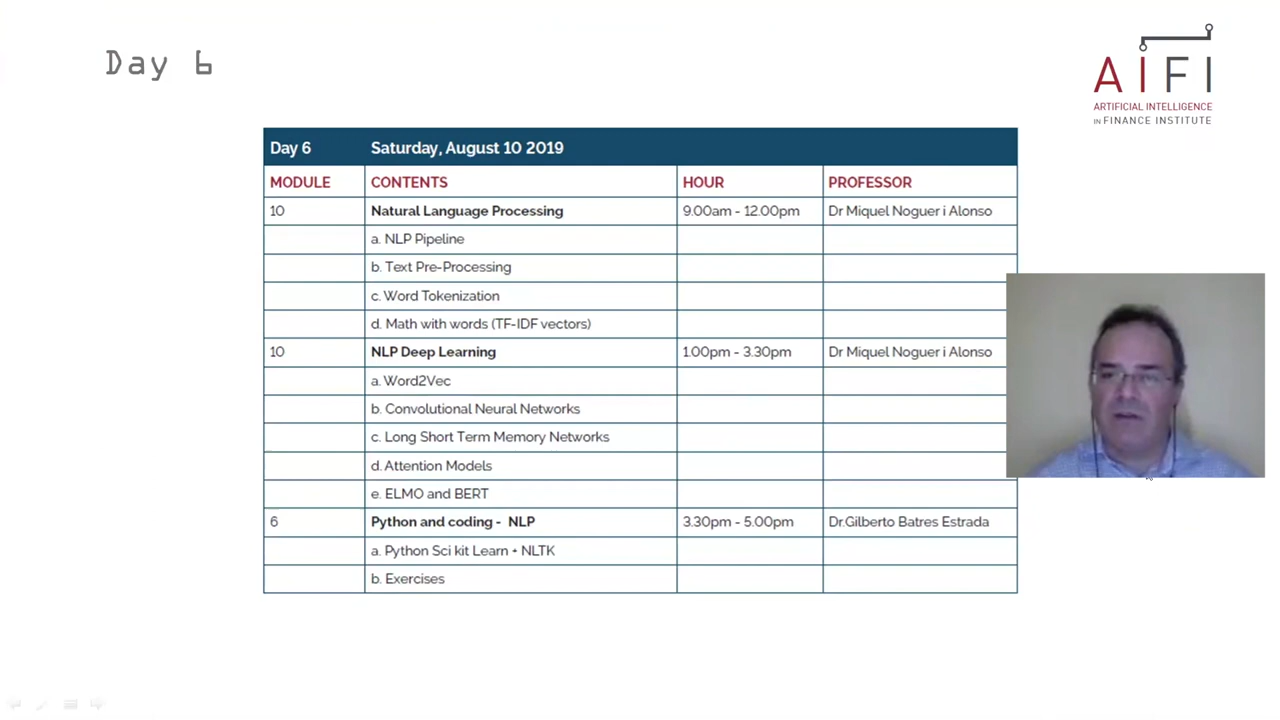 Day 6
AIFI
ARTIFICIAL INTELLIGENCE
IN FINANCE INSTITUTE
Day 6 Saturday, August 10 2019
MODULE CONTENTS HOUR PROFESSOR
10 Natural Language Processing 9.00am - 12.00pm Dr Miquel Noguer i Alonso
a. NLP Pipeline
b. Text Pre-Processing
c. Word Tokenization
d. Math with words (TF-IDF vectors)
10 NLP Deep Learning 1.00pm - 3.30pm Dr Miquel Noguer i Alonso
a. Word2Vec
b. Convolutional Neural Networks
c. Long Short Term Memory Networks
d. Attention Models
e. ELMO and BERT
6 Python and coding - NLP 3.30pm - 5.00pm Dr.Gilberto Batres Estrada
a. Python Sci kit Learn + NLTK
b. Exercises